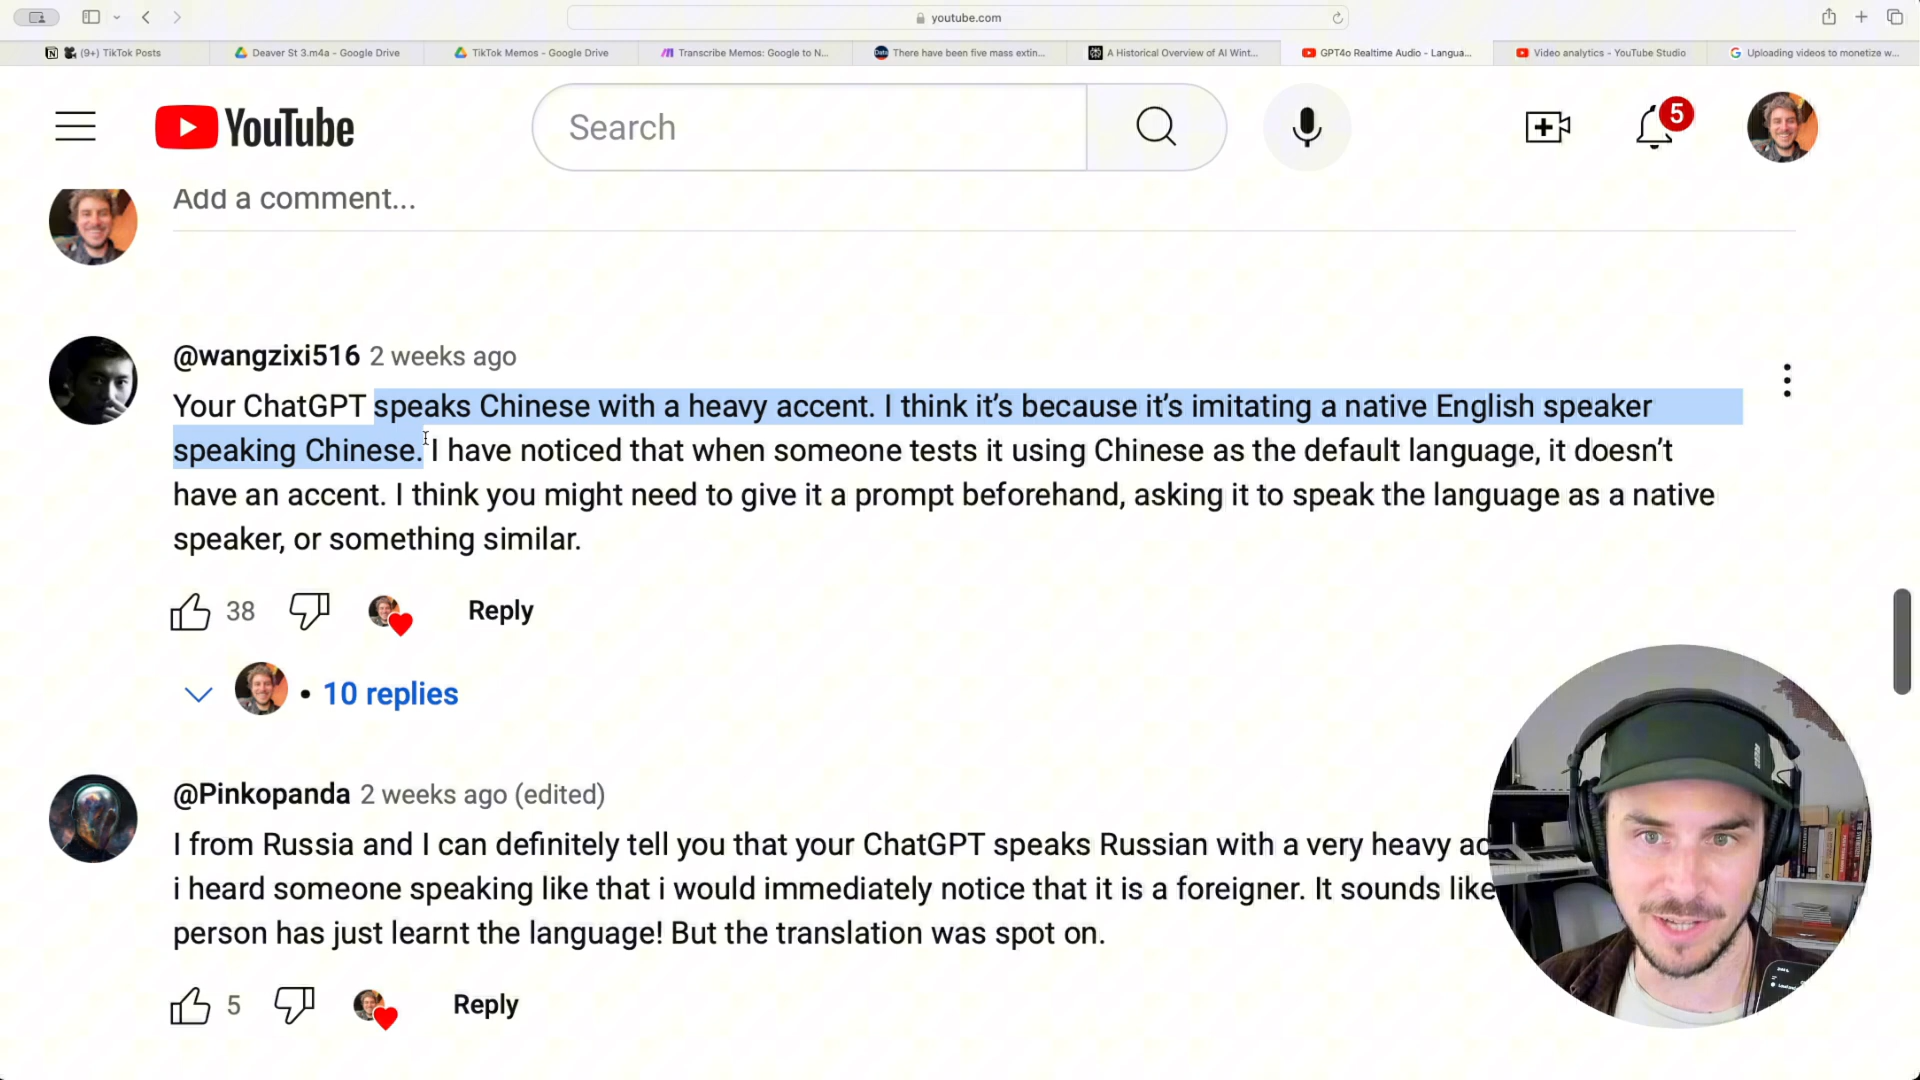 youtube.com
(9+) TikTok Posts
Deaver St 3.m4a - Google Drive
TikTok Memos - Google Drive
Transcribe Memos: Google to N...
There have been five mass extin...
A Historical Overview of AI Wint...
GPT4o Realtime Audio - Langua...
Video analytics - YouTube Studio
Uploading videos to monetize w...
YouTube
Search
5
Add a comment...
@wangzixi516 2 weeks ago
Your ChatGPT speaks Chinese with a heavy accent. I think it’s because it’s imitating a native English speaker
speaking Chinese. I have noticed that when someone tests it using Chinese as the default language, it doesn’t
have an accent. I think you might need to give it a prompt beforehand, asking it to speak the language as a native
speaker, or something similar.
38
Reply
• 10 replies
@Pinkopanda 2 weeks ago (edited)
I from Russia and I can definitely tell you that your ChatGPT speaks Russian with a very heavy ac
i heard someone speaking like that i would immediately notice that it is a foreigner. It sounds like
person has just learnt the language! But the translation was spot on.
5
Reply